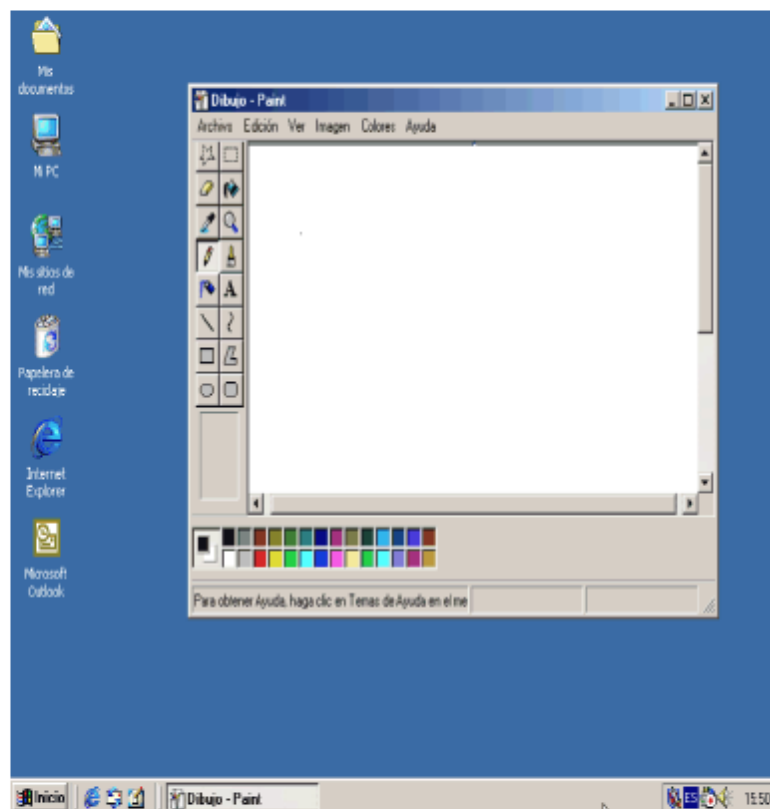 Mis
documentos
Mi PC
Mis sitios de
red
Papelera de
reciclaje
Internet
Explorer
Microsoft
Outlook
Dibujo - Paint
Archivo Edición Ver Imagen Colores Ayuda
A
Para obtener Ayuda, haga clic en Temas de Ayuda en el me
Inicio
Dibujo - Paint
ES
15:50